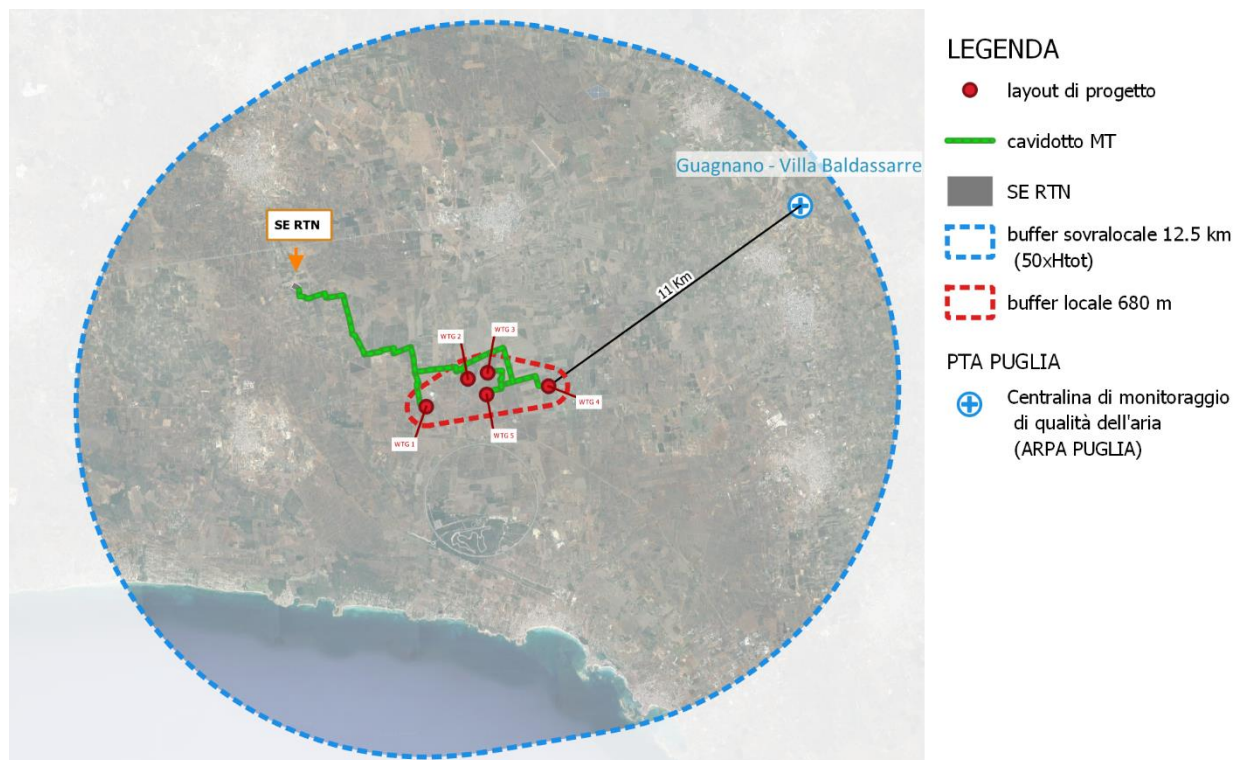 Guagnano - Villa Baldassarre
SE RTN
11 Km
WTG 2
WTG 3
WTG 4
WTG 1
WTG 5
LEGENDA
layout di progetto
cavidotto MT
SE RTN
buffer sovralocale 12.5 km
(50xHtot)
buffer locale 680 m
PTA PUGLIA
Centralina di monitoraggio
di qualità dell'aria
(ARPA PUGLIA)